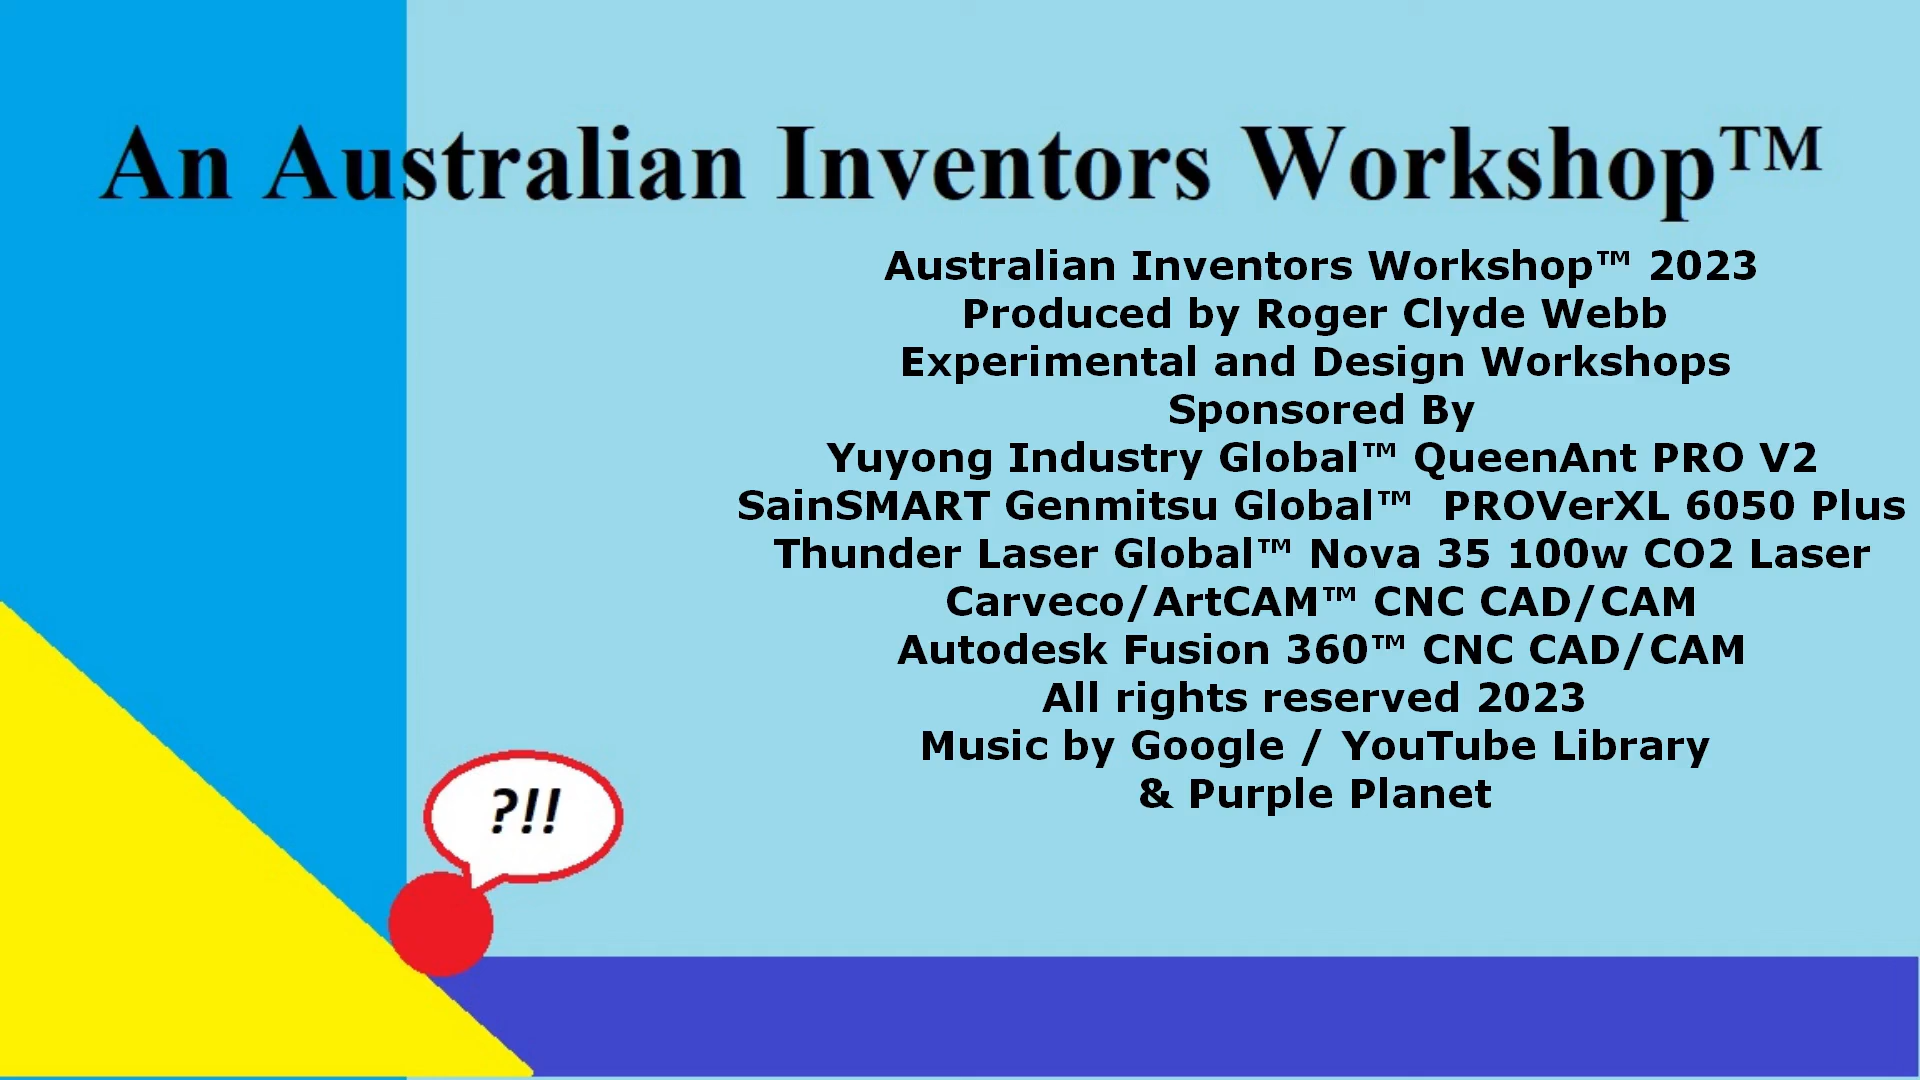 An Australian Inventors Workshop™
Australian Inventors Workshop™ 2023
Produced by Roger Clyde Webb
Experimental and Design Workshops
Sponsored By
Yuyong Industry Global™ QueenAnt PRO V2
SainSMART Genmitsu Global™  PROVerXL 6050 Plus
Thunder Laser Global™ Nova 35 100w CO2 Laser
Carveco/ArtCAM™ CNC CAD/CAM
Autodesk Fusion 360™ CNC CAD/CAM
All rights reserved 2023
Music by Google / YouTube Library
& Purple Planet
?!!